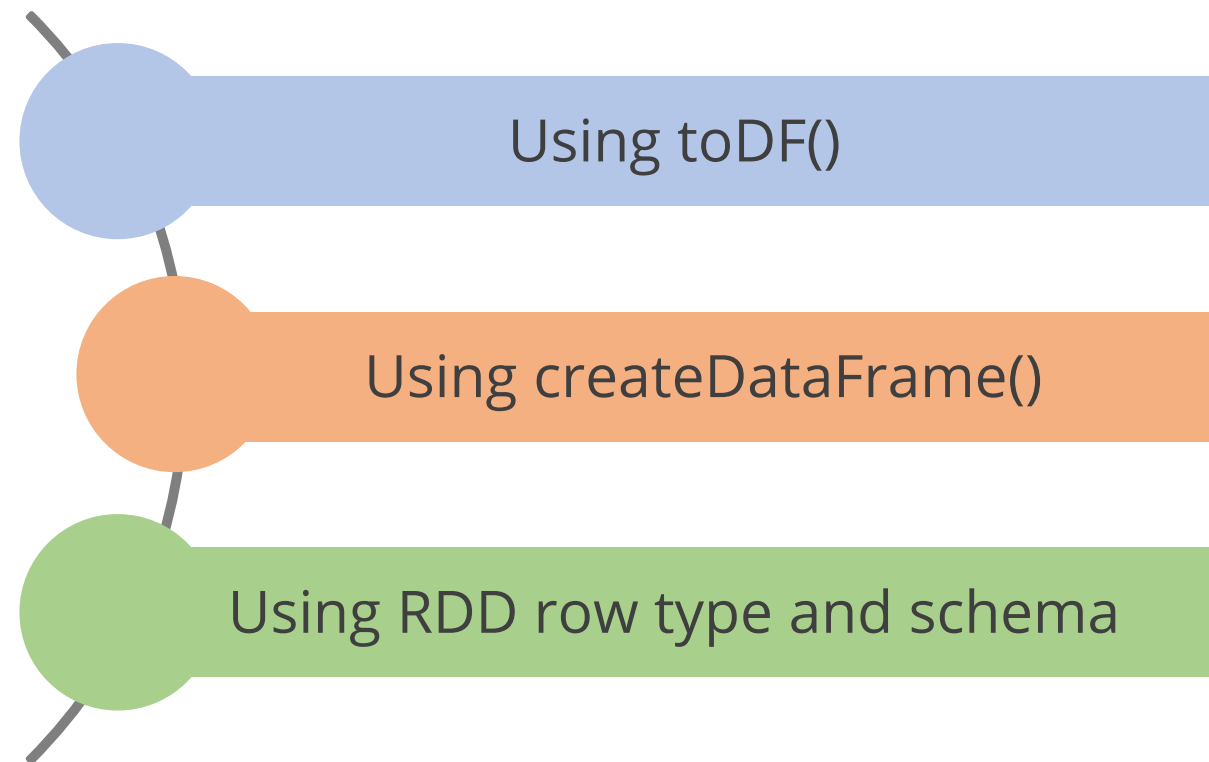 Using toDF()
Using createDataFrame()
Using RDD row type and schema